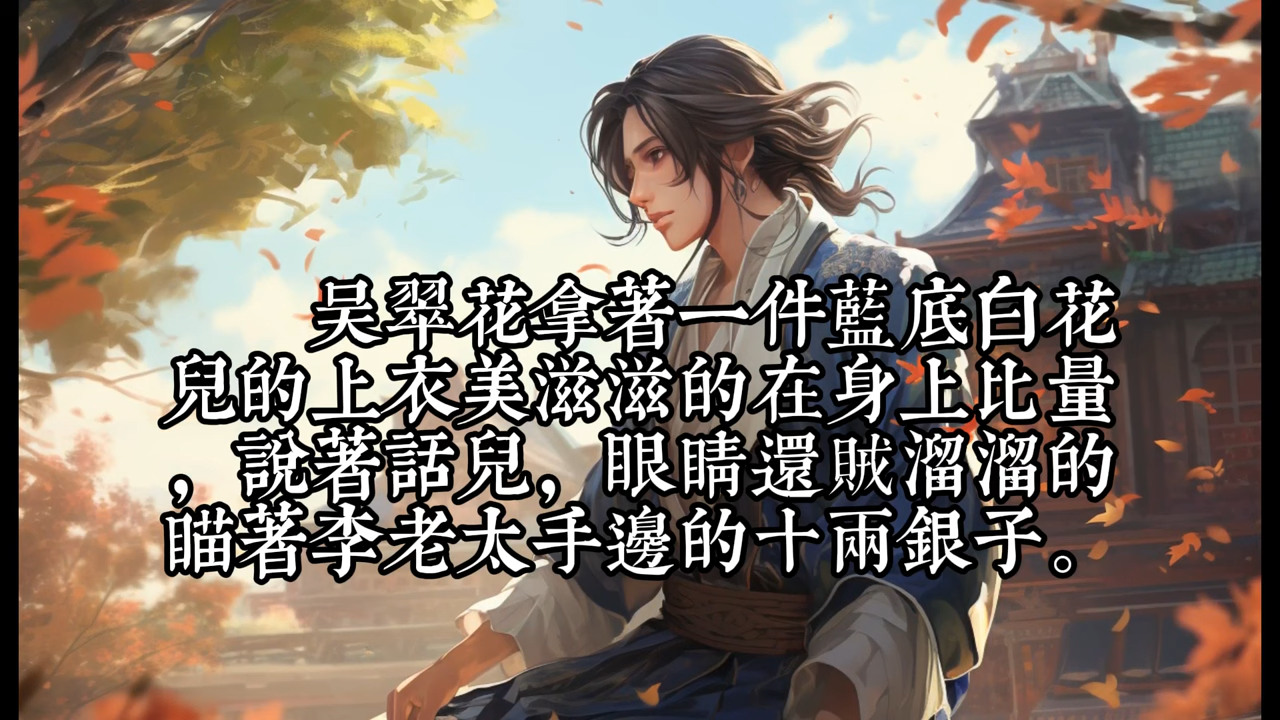 吴翠花拿著一件藍底白花
兒的上衣美滋滋的在身上比量
，說著話兒，眼睛還賊溜溜的
瞄著李老太手邊的十兩銀子。